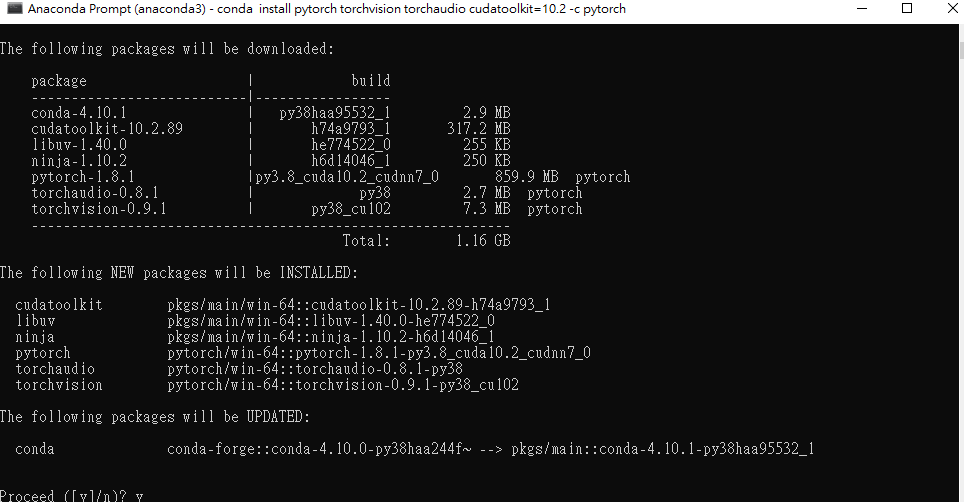 Anaconda Prompt (anaconda3) - conda  install pytorch torchvision torchaudio cudatoolkit=10.2 -c pytorch
The following packages will be downloaded:
    package                    |            build
    ---------------------------|-----------------
    conda-4.10.1               |   py38haa95532_1         2.9 MB
    cudatoolkit-10.2.89        |       h74a9793_1       317.2 MB
    libuv-1.40.0               |       he774522_0         255 KB
    ninja-1.10.2               |       h6d14046_1         250 KB
    pytorch-1.8.1              |py3.8_cuda10.2_cudnn7_0       859.9 MB  pytorch
    torchaudio-0.8.1           |             py38         2.7 MB  pytorch
    torchvision-0.9.1          |       py38_cu102         7.3 MB  pytorch
    ------------------------------------------------------------
                                           Total:        1.16 GB
The following NEW packages will be INSTALLED:
  cudatoolkit        pkgs/main/win-64::cudatoolkit-10.2.89-h74a9793_1
  libuv              pkgs/main/win-64::libuv-1.40.0-he774522_0
  ninja              pkgs/main/win-64::ninja-1.10.2-h6d14046_1
  pytorch            pytorch/win-64::pytorch-1.8.1-py3.8_cuda10.2_cudnn7_0
  torchaudio         pytorch/win-64::torchaudio-0.8.1-py38
  torchvision        pytorch/win-64::torchvision-0.9.1-py38_cu102
The following packages will be UPDATED:
  conda              conda-forge::conda-4.10.0-py38haa244f~ --> pkgs/main::conda-4.10.1-py38haa95532_1
Proceed ([y]/n)? y